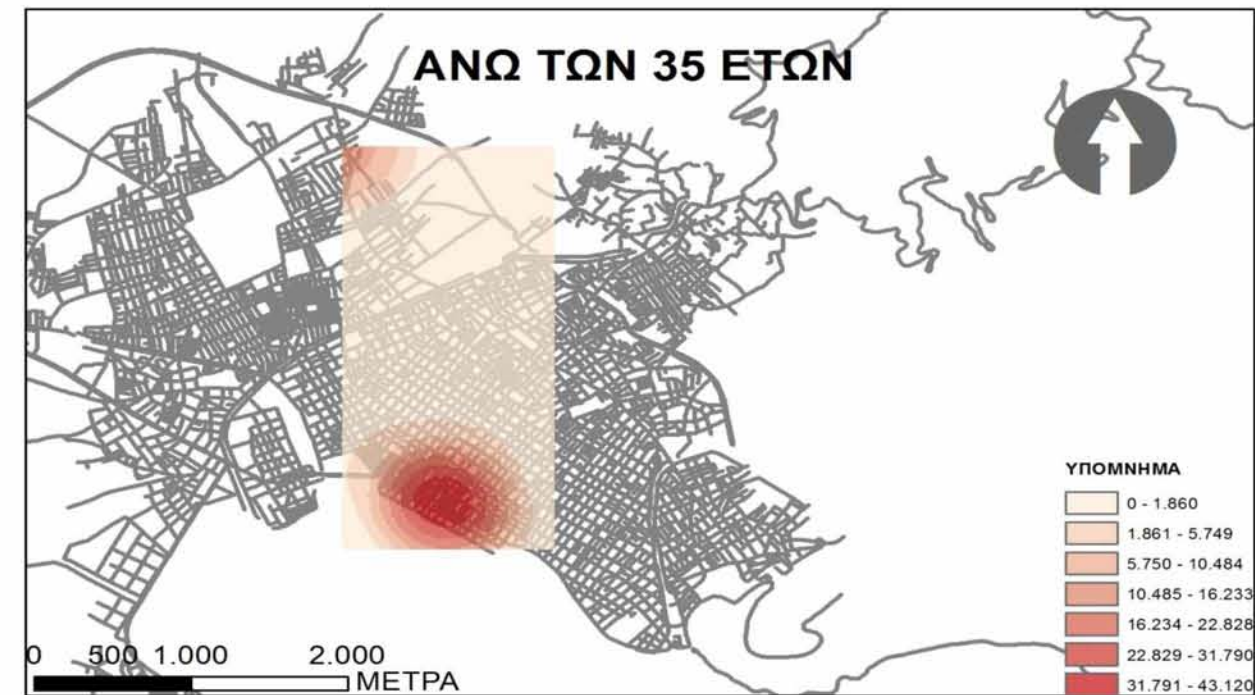 ΑΝΩ ΤΩΝ 35 ΕΤΩΝ
ΥΠΟΜΝΗΜΑ
0 - 1.860
1.861 - 5.749
5.750 - 10.484
10.485 - 16.233
16.234 - 22.828
22.829 - 31.790
31.791 - 43.120
0 500 1.000 2.000
ΜΕΤΡΑ